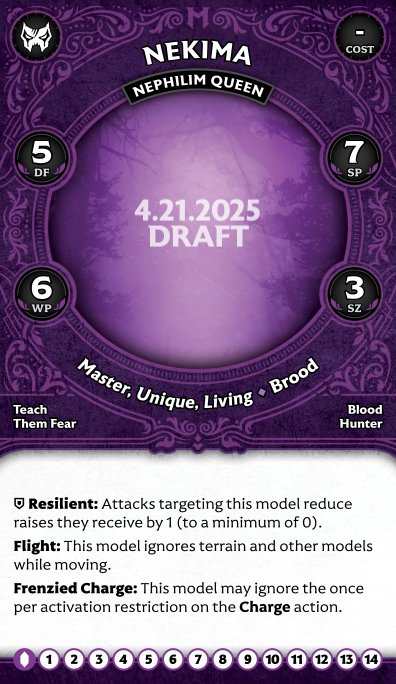 -
COST
NEKIMA
NEPHILIM QUEEN
5
DF
7
SP
4.21.2025
DRAFT
6
WP
3
SZ
Master, Unique, Living ♦ Brood
Teach
Them Fear
Blood
Hunter
Resilient: Attacks targeting this model reduce
raises they receive by 1 (to a minimum of 0).
Flight: This model ignores terrain and other models
while moving.
Frenzied Charge: This model may ignore the once
per activation restriction on the Charge action.
1 2 3 4 5 6 7 8 9 10 11 12 13 14